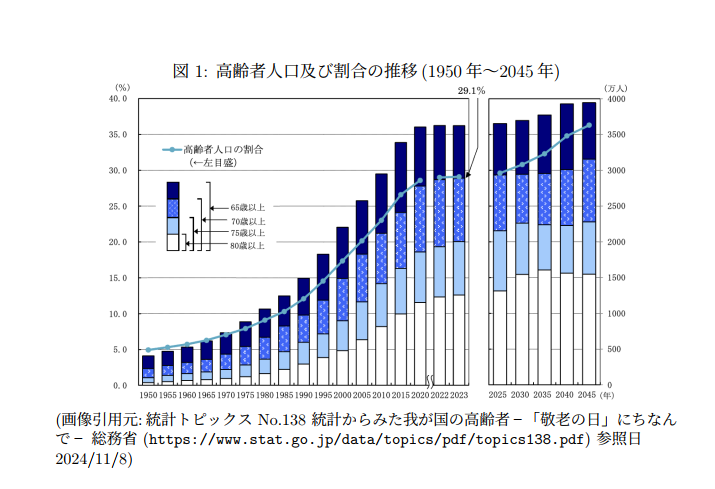 図 1: 高齢者人口及び割合の推移 (1950 年～2045 年)
(%)
29.1%
(万人)
40. 0
35. 0
30. 0
25. 0
20. 0
15. 0
10. 0
5. 0
0. 0
高齢者人口の割合
(←左目盛)
65歳以上
70歳以上
75歳以上
80歳以上
4000
3500
3000
2500
2000
1500
1000
500
0
1950 1955 1960 1965 1970 1975 1980 1985 1990 1995 2000 2005 2010 2015 2020 2022 2023
2025 2030 2035 2040 2045 (年)
(画像引用元: 統計トピックス No.138 統計からみた我が国の高齢者－「敬老の日」にちなん
で－ 総務省 (https://www.stat.go.jp/data/topics/pdf/topics138.pdf) 参照日
2024/11/8)